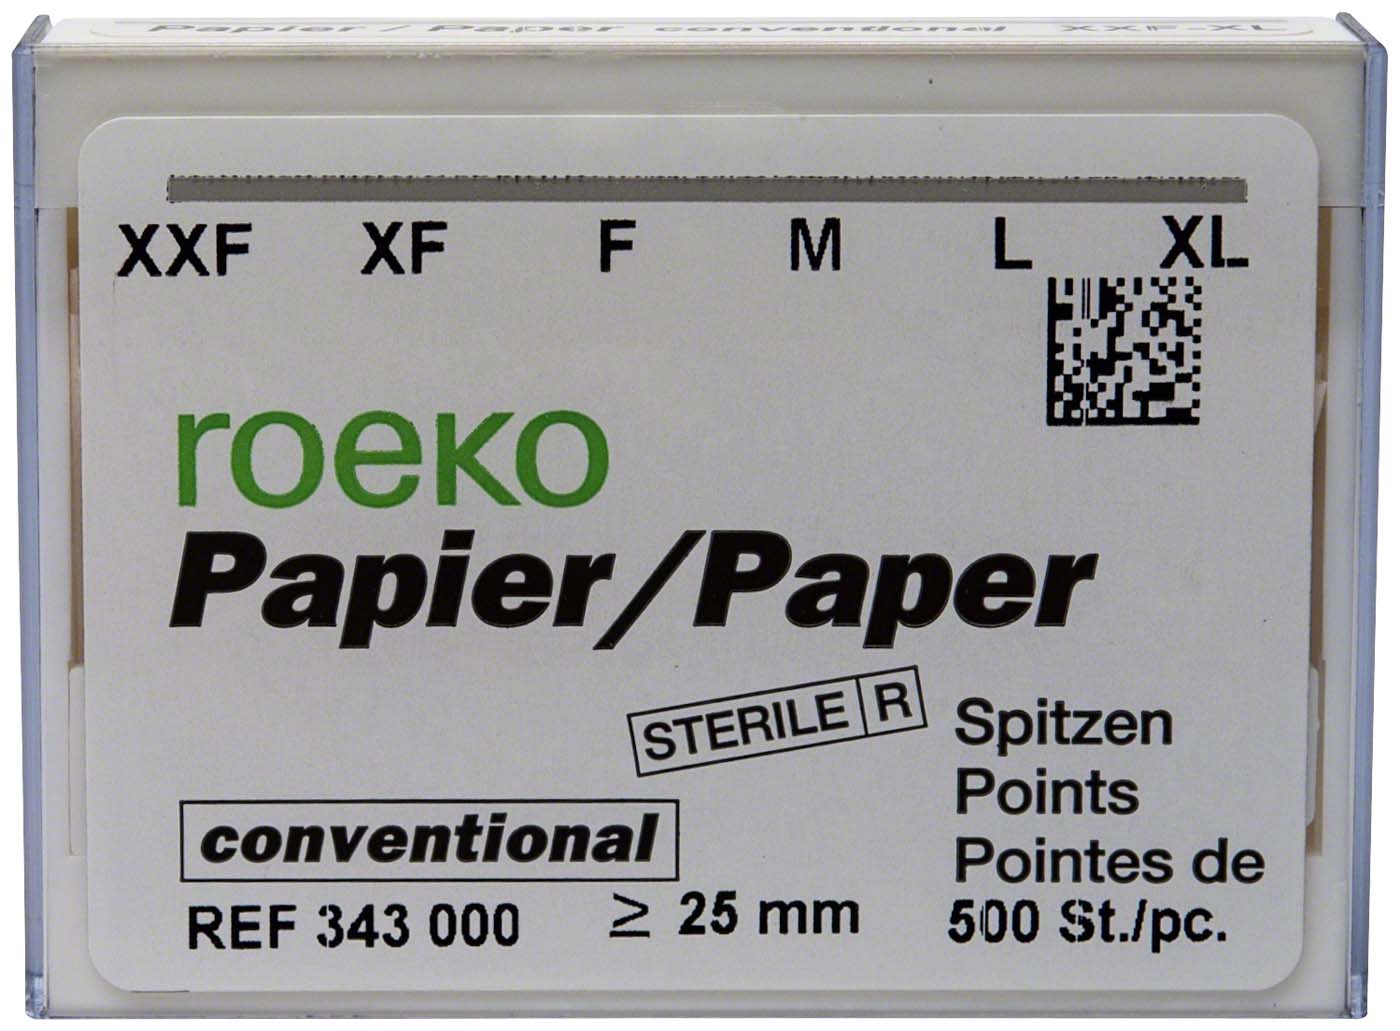 Papier / Paper conventional XXF-XL
XXF XF F M L XL
roeko
Papier/Paper
STERILE R
Spitzen
Points
Pointes de
conventional
REF 343 000 ≥ 25 mm 500 St./pc.